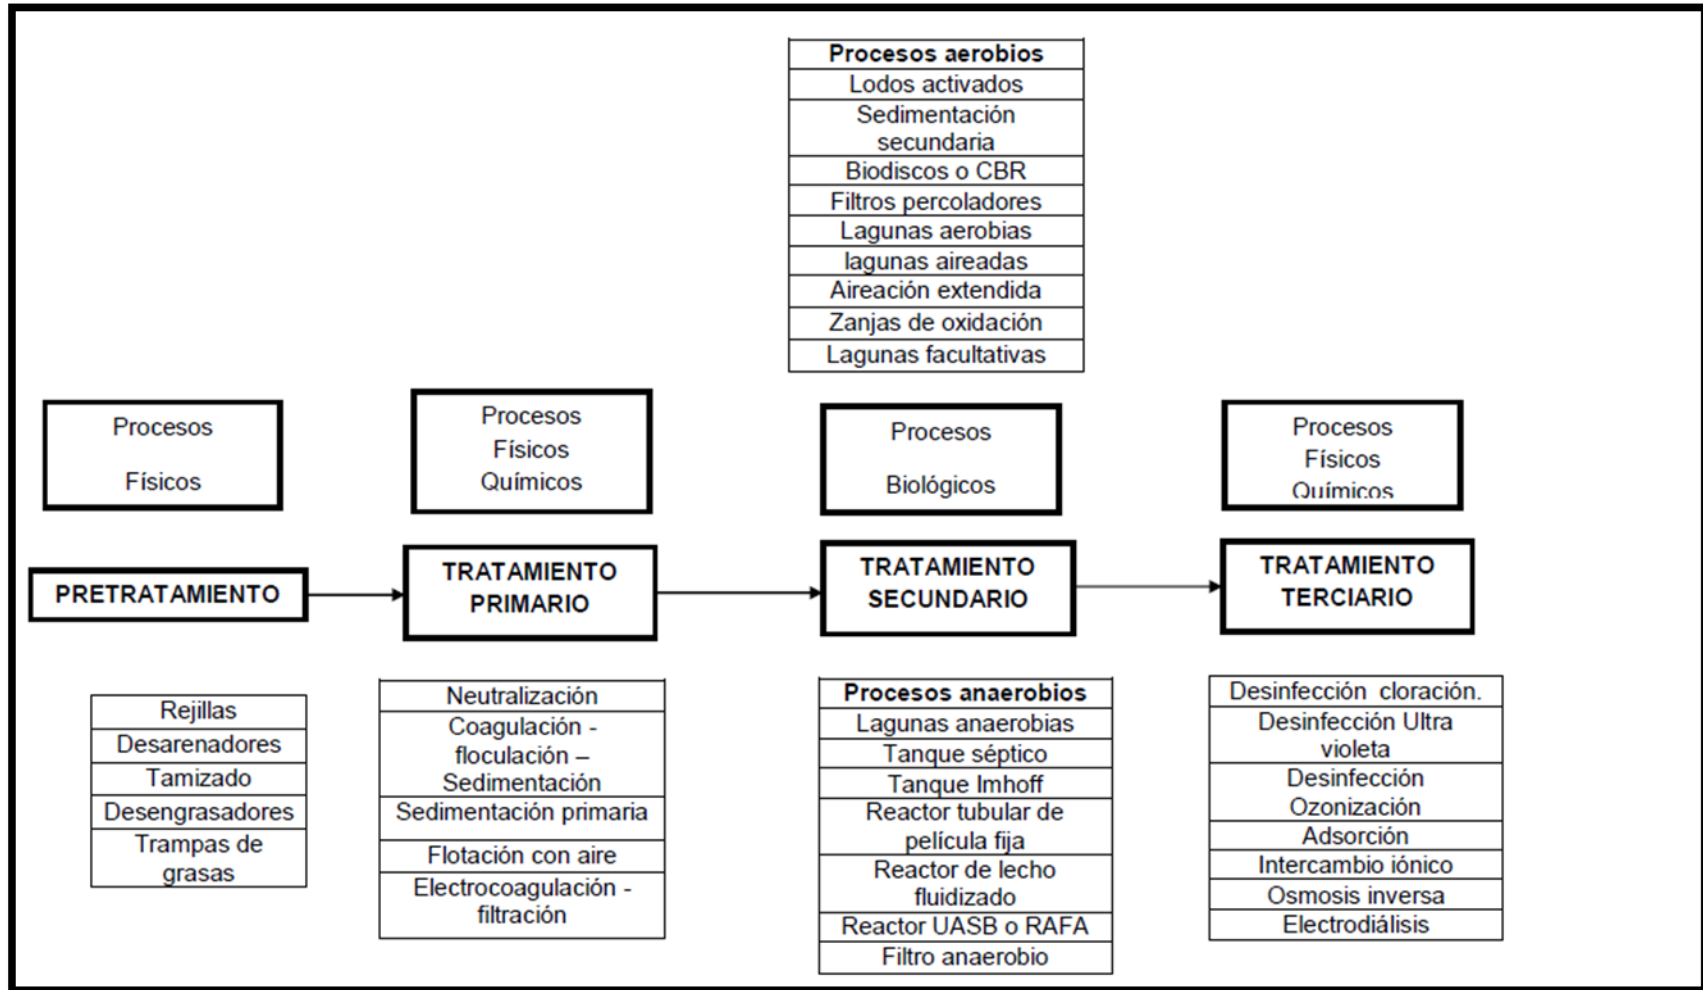 Procesos aerobios
Lodos activados
Sedimentación
secundaria
Biodiscos o CBR
Filtros percoladores
Lagunas aerobias
lagunas aireadas
Aireación extendida
Zanjas de oxidación
Lagunas facultativas
Procesos
Físicos
Procesos
Físicos
Químicos
Procesos
Biológicos
Procesos
Físicos
Químicos
PRETRATAMIENTO
TRATAMIENTO
PRIMARIO
TRATAMIENTO
SECUNDARIO
TRATAMIENTO
TERCIARIO
Rejillas
Desarenadores
Tamizado
Desengrasadores
Trampas de
grasas
Neutralización
Coagulación -
floculación –
Sedimentación
Sedimentación primaria
Flotación con aire
Electrocoagulación -
filtración
Procesos anaerobios
Lagunas anaerobias
Tanque séptico
Tanque Imhoff
Reactor tubular de
película fija
Reactor de lecho
fluidizado
Reactor UASB o RAFA
Filtro anaerobio
Desinfección cloración.
Desinfección Ultra
violeta
Desinfección
Ozonización
Adsorción
Intercambio iónico
Osmosis inversa
Electrodiálisis